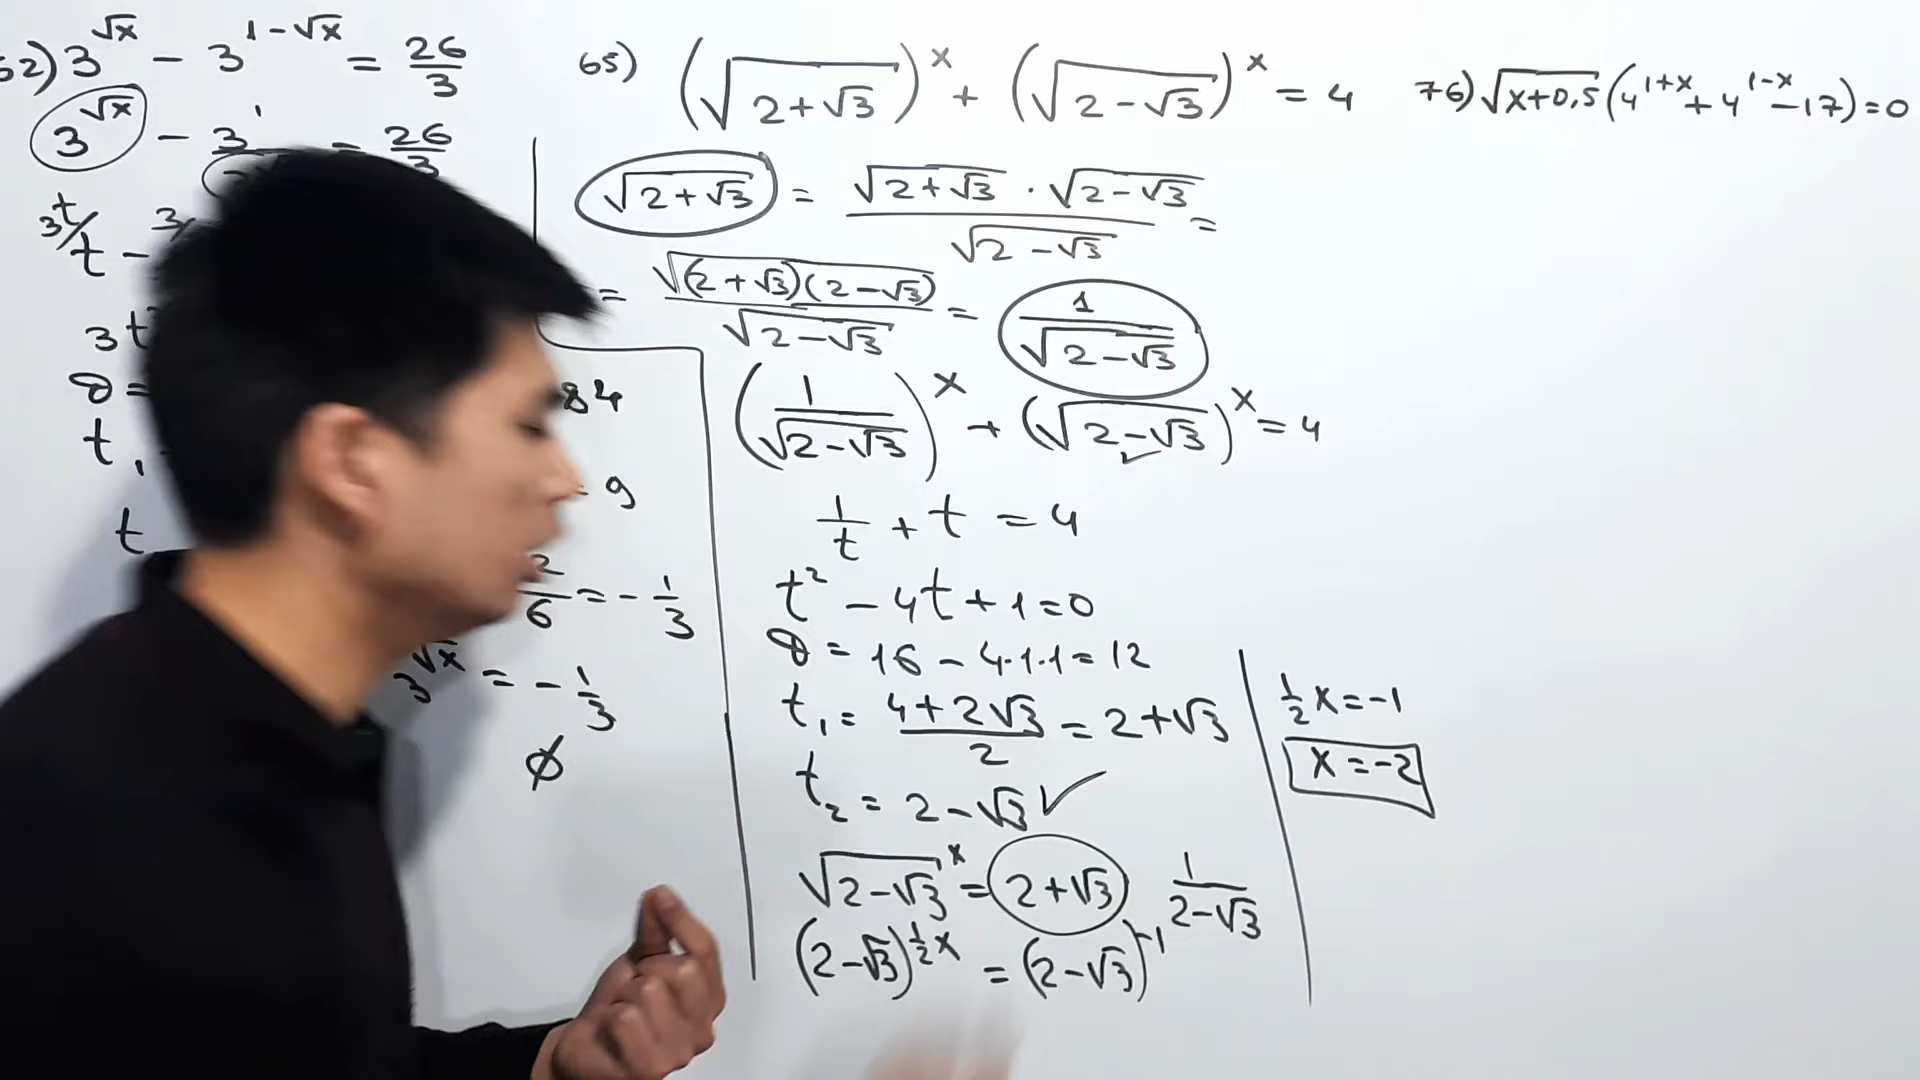 62) 3^{√x} - 3^{1-√x} = 26/3
3^{√x} - 3^1 = 26/3
3t/t - 3/
3t
D =
84
t₁
9
t
2/6 = - 1/3
3^{√x} = - 1/3
∅
65) (√(2+√3))^x + (√(2-√3))^x = 4
√(2+√3) = (√(2+√3) · √(2-√3))/√(2-√3) =
= √((2+√3)(2-√3))/√(2-√3) = 1/√(2-√3)
(1/√(2-√3))^x + (√(2-√3))^x = 4
1/t + t = 4
t² - 4t + 1 = 0
D = 16 - 4·1·1 = 12
t₁ = (4+2√3)/2 = 2+√3
t₂ = 2-√3 ✓
√(2-√3)^x = 2+√3 1/(2-√3)
(2-√3)^{1/2 x} = (2-√3)^{-1}
1/2 x = -1
x = -2
76) √(x+0,5) (4^{1+x} + 4^{1-x} - 17) = 0